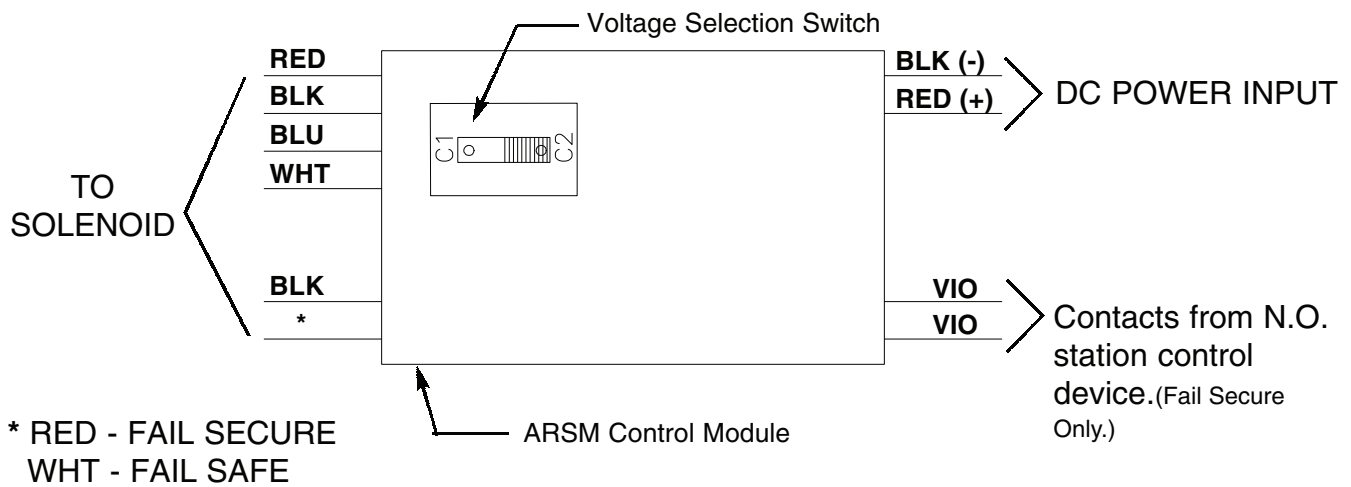 Voltage Selection Switch
RED
BLK
BLU
WHT
C1
C2
BLK (-)
RED (+)
DC POWER INPUT
TO
SOLENOID
BLK
*
VIO
VIO
Contacts from N.O.
station control
device.(Fail Secure
Only.)
* RED - FAIL SECURE
WHT - FAIL SAFE
ARSM Control Module